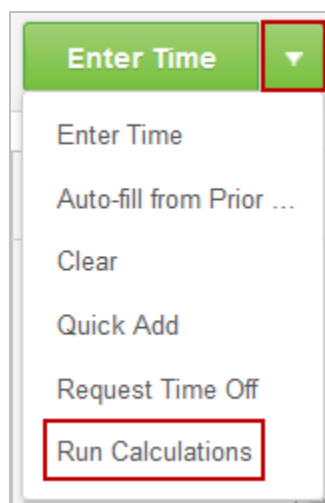 Enter Time
Enter Time
Auto-fill from Prior ...
Clear
Quick Add
Request Time Off
Run Calculations